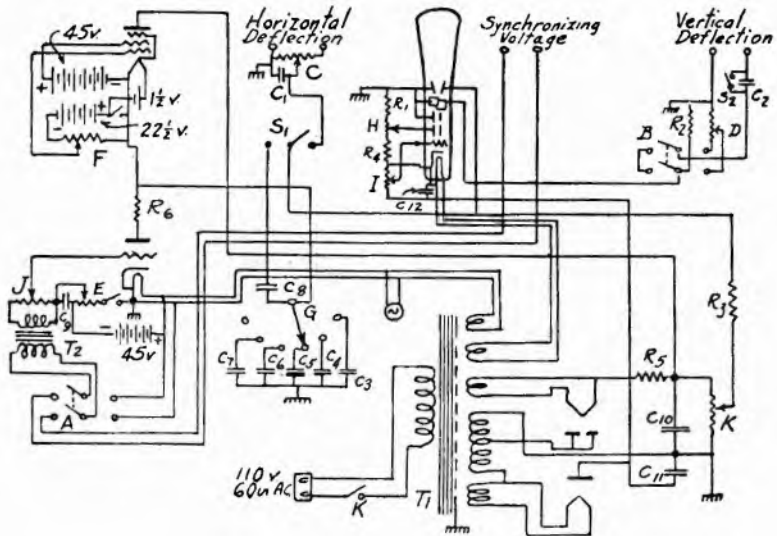 Horizontal
Deflection
Synchronizing
Voltage
Vertical
Deflection
45v.
+
-
1½ v.
+
-
22½ v.
F
C
C1
S1
R1
H
R4
I
C12
S2
C2
R2
D
B
R6
J
E
C9
T2
45v
-
+
A
C8
G
C7
C6
C5
C4
C3
R3
R5
K
C10
C11
110 v
60~ AC
K
T1